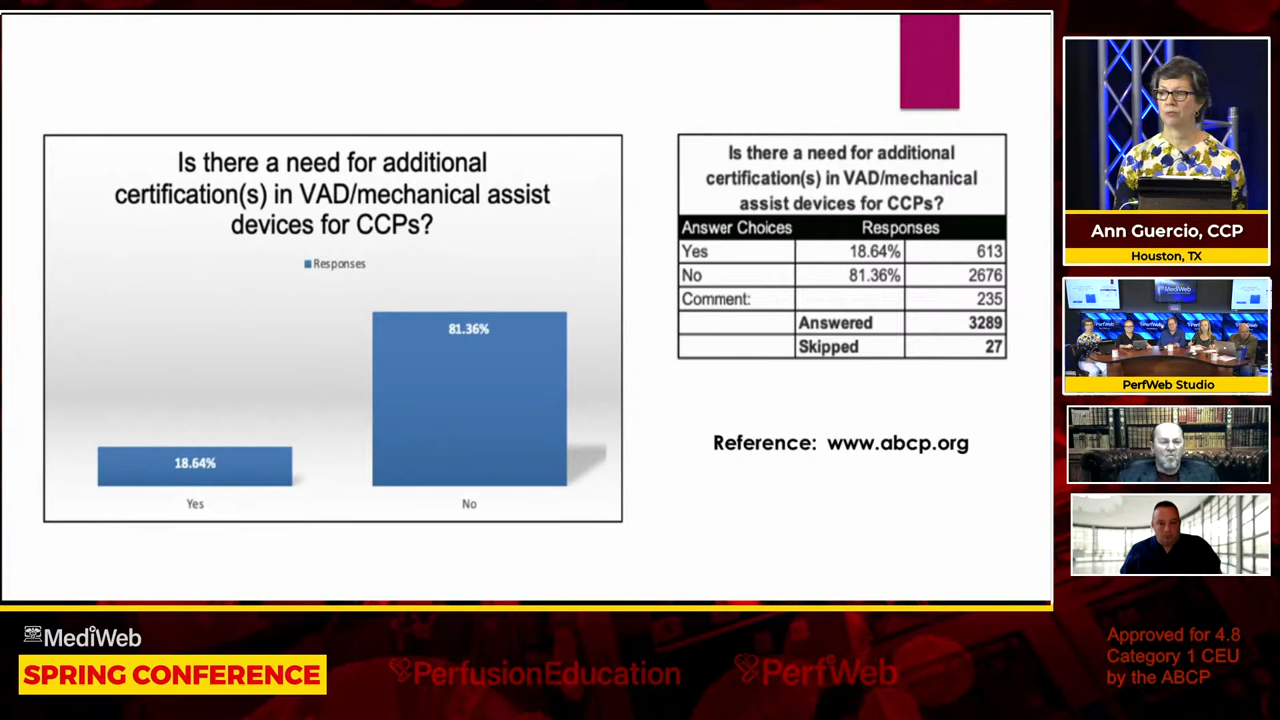 Is there a need for additional
certification(s) in VAD/mechanical assist
devices for CCPs?
Responses
81.36%
18.64%
Yes
No
Is there a need for additional
certification(s) in VAD/mechanical
assist devices for CCPs?
Answer Choices Responses
Yes 18.64% 613
No 81.36% 2676
Comment: 235
Answered 3289
Skipped 27
Reference: www.abcp.org
Ann Guercio, CCP
Houston, TX
MediWeb
PerfWeb
PerfWeb Studio
MediWeb
SPRING CONFERENCE
PerfusionEducation
PerfWeb
Approved for 4.8
Category 1 CEU
by the ABCP